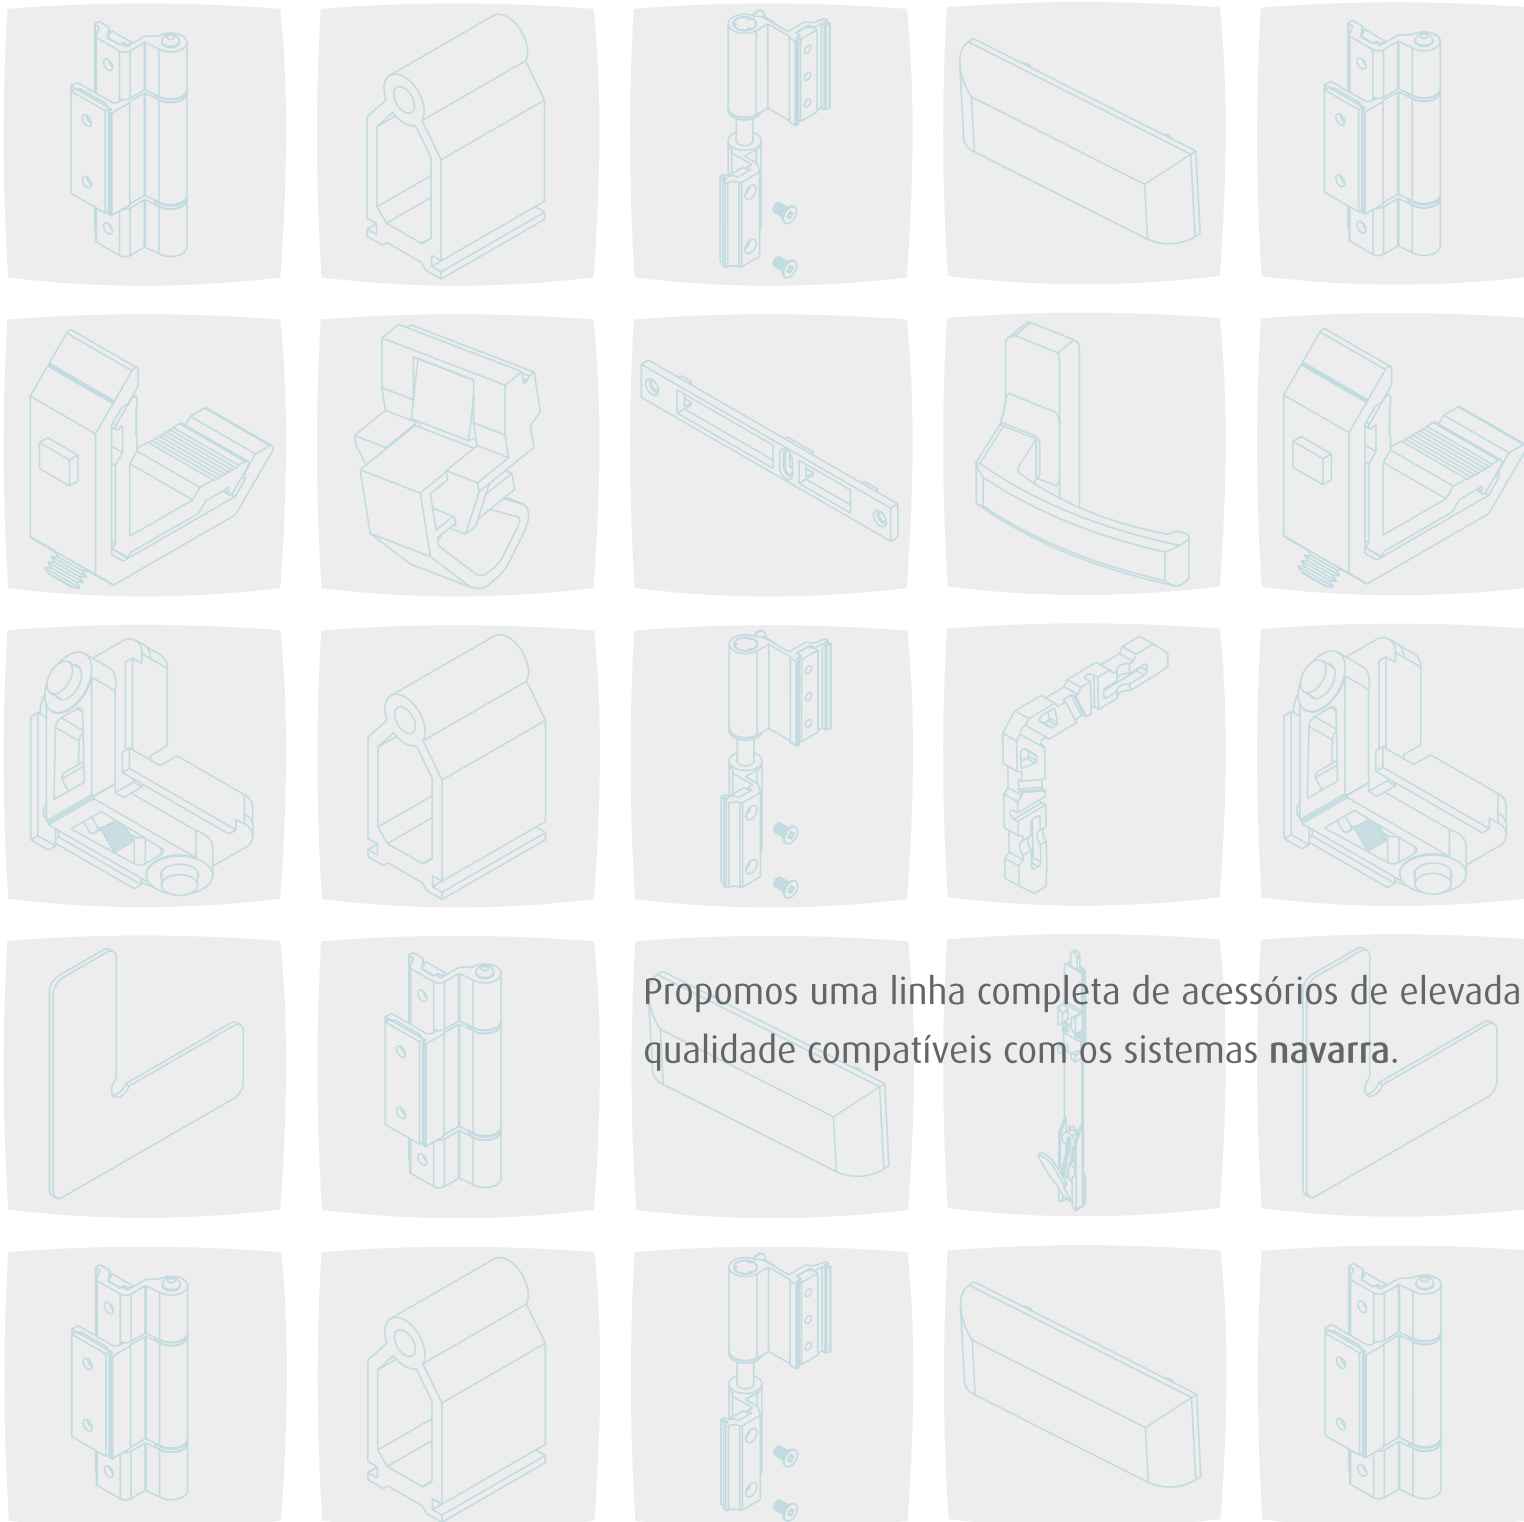 Propomos uma linha completa de acessórios de elevada
qualidade compatíveis com os sistemas navarra.